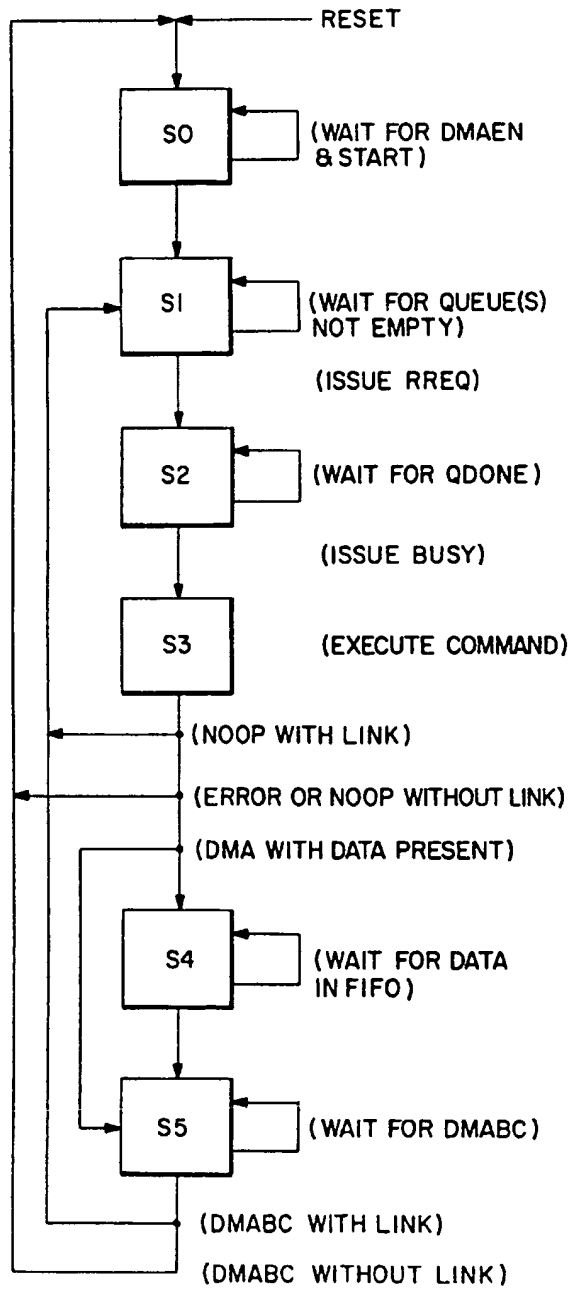 RESET
S0
(WAIT FOR DMAEN
& START)
S1
(WAIT FOR QUEUE(S)
NOT EMPTY)
(ISSUE RREQ)
S2
(WAIT FOR QDONE)
(ISSUE BUSY)
S3
(EXECUTE COMMAND)
(NOOP WITH LINK)
(ERROR OR NOOP WITHOUT LINK)
(DMA WITH DATA PRESENT)
S4
(WAIT FOR DATA
IN FIFO)
S5
(WAIT FOR DMABC)
(DMABC WITH LINK)
(DMABC WITHOUT LINK)